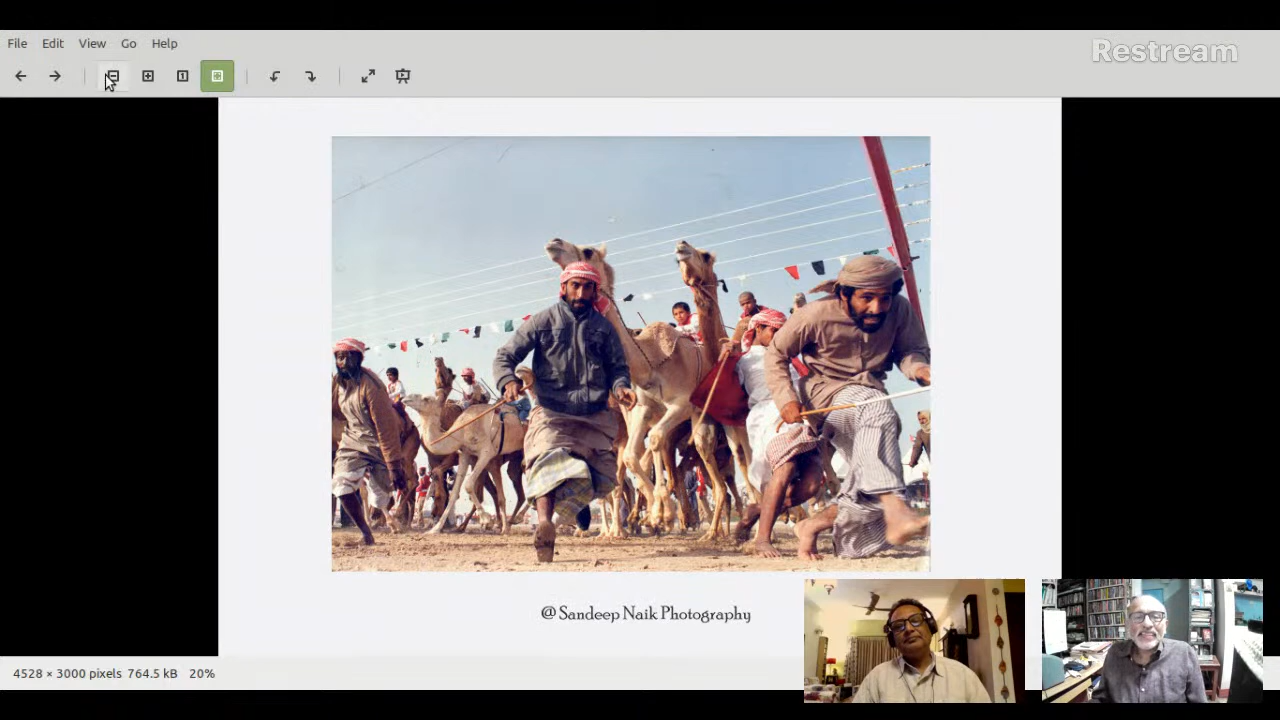 File Edit View Go Help
Restream
@ Sandeep Naik Photography
4528 × 3000 pixels 764.5 kB 20%